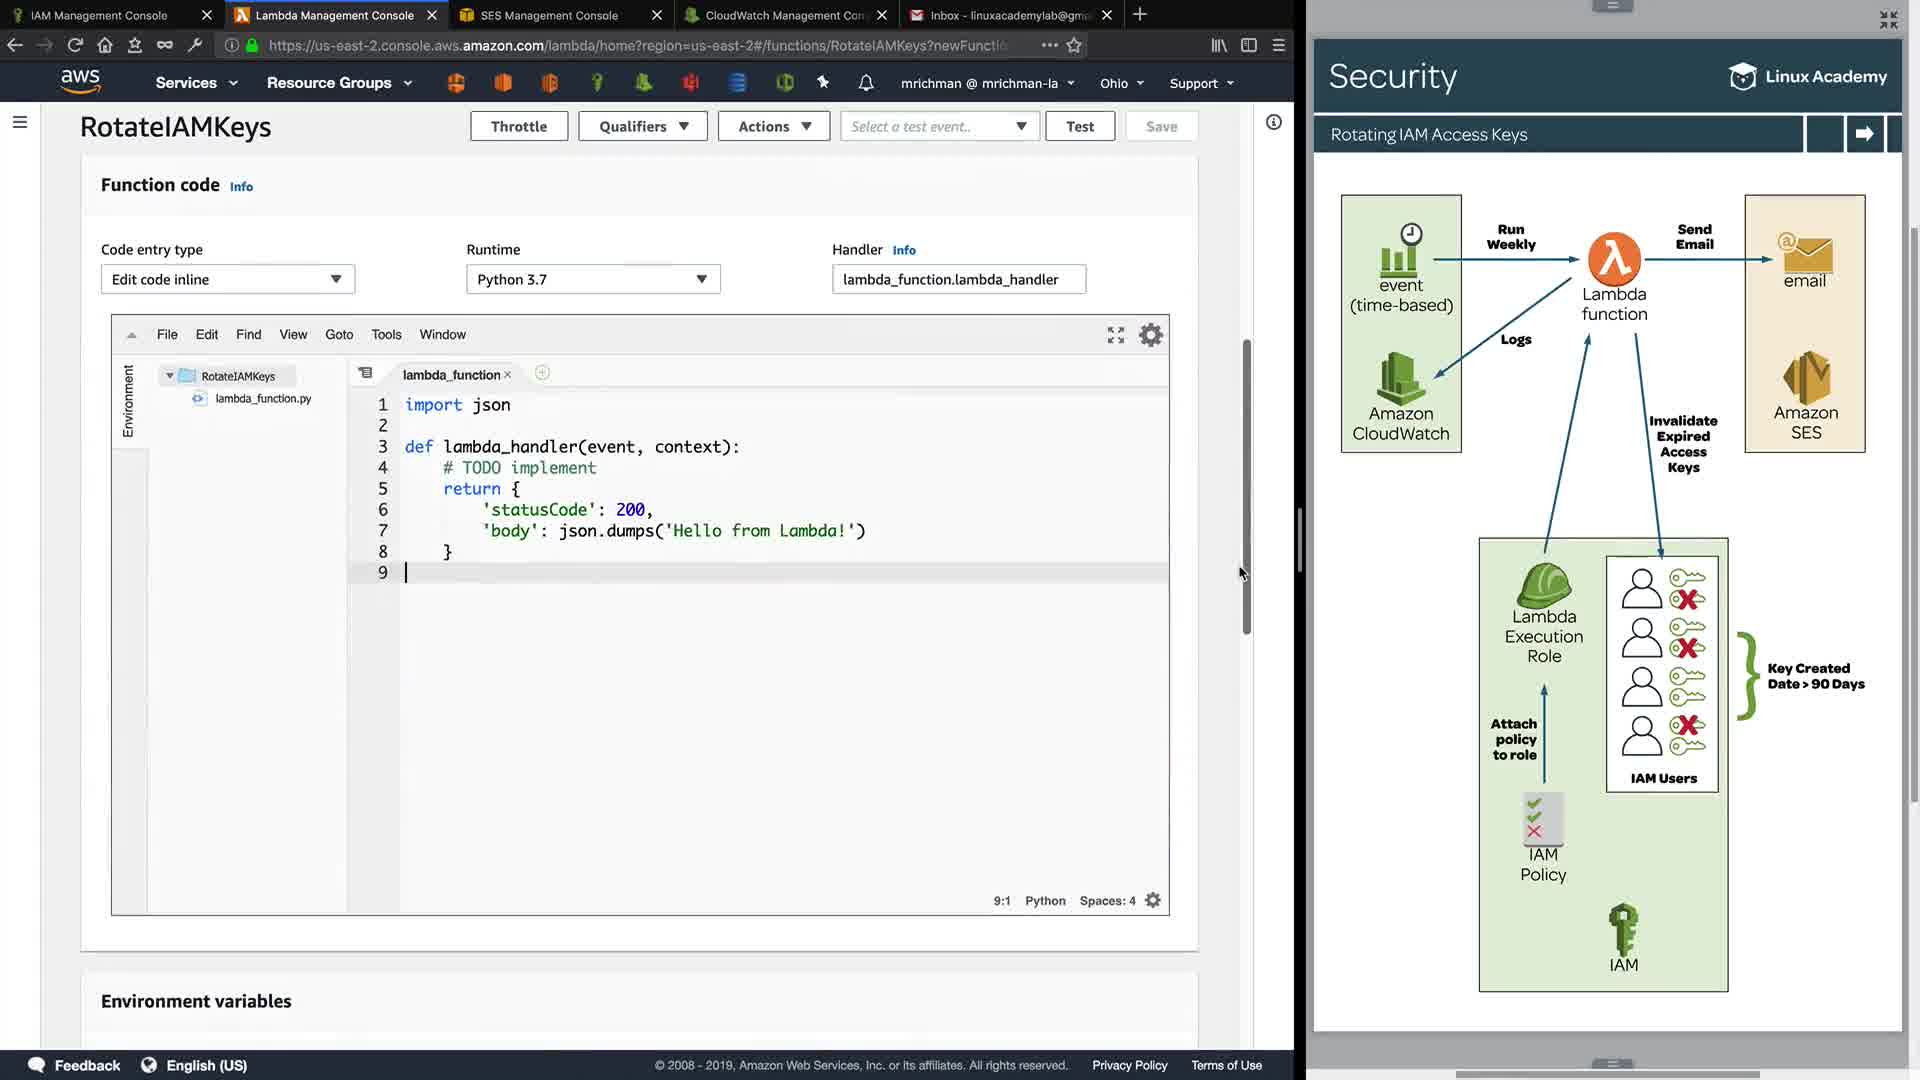 IAM Management Console
Lambda Management Console
SES Management Console
CloudWatch Management Con
Inbox - linuxacademylab@gma
https://us-east-2.console.aws.amazon.com/lambda/home?region=us-east-2#/functions/RotateIAMKeys?newFunctio
aws
Services
Resource Groups
mrichman @ mrichman-la
Ohio
Support
RotateIAMKeys
Throttle
Qualifiers
Actions
Select a test event..
Test
Save
Function code Info
Code entry type
Edit code inline
Runtime
Python 3.7
Handler Info
lambda_function.lambda_handler
File Edit Find View Goto Tools Window
Environment
RotateIAMKeys
lambda_function.py
lambda_function
1 import json
2
3 def lambda_handler(event, context):
4 # TODO implement
5 return {
6 'statusCode': 200,
7 'body': json.dumps('Hello from Lambda!')
8 }
9
9:1 Python Spaces: 4
Environment variables
Feedback
English (US)
© 2008 - 2019, Amazon Web Services, Inc. or its affiliates. All rights reserved.
Privacy Policy
Terms of Use
Security
Linux Academy
Rotating IAM Access Keys
event
(time-based)
Run
Weekly
Lambda
function
Send
Email
@
email
Logs
Amazon
CloudWatch
Amazon
SES
Invalidate
Expired
Access
Keys
Lambda
Execution
Role
Key Created
Date > 90 Days
Attach
policy
to role
IAM Users
IAM
Policy
IAM